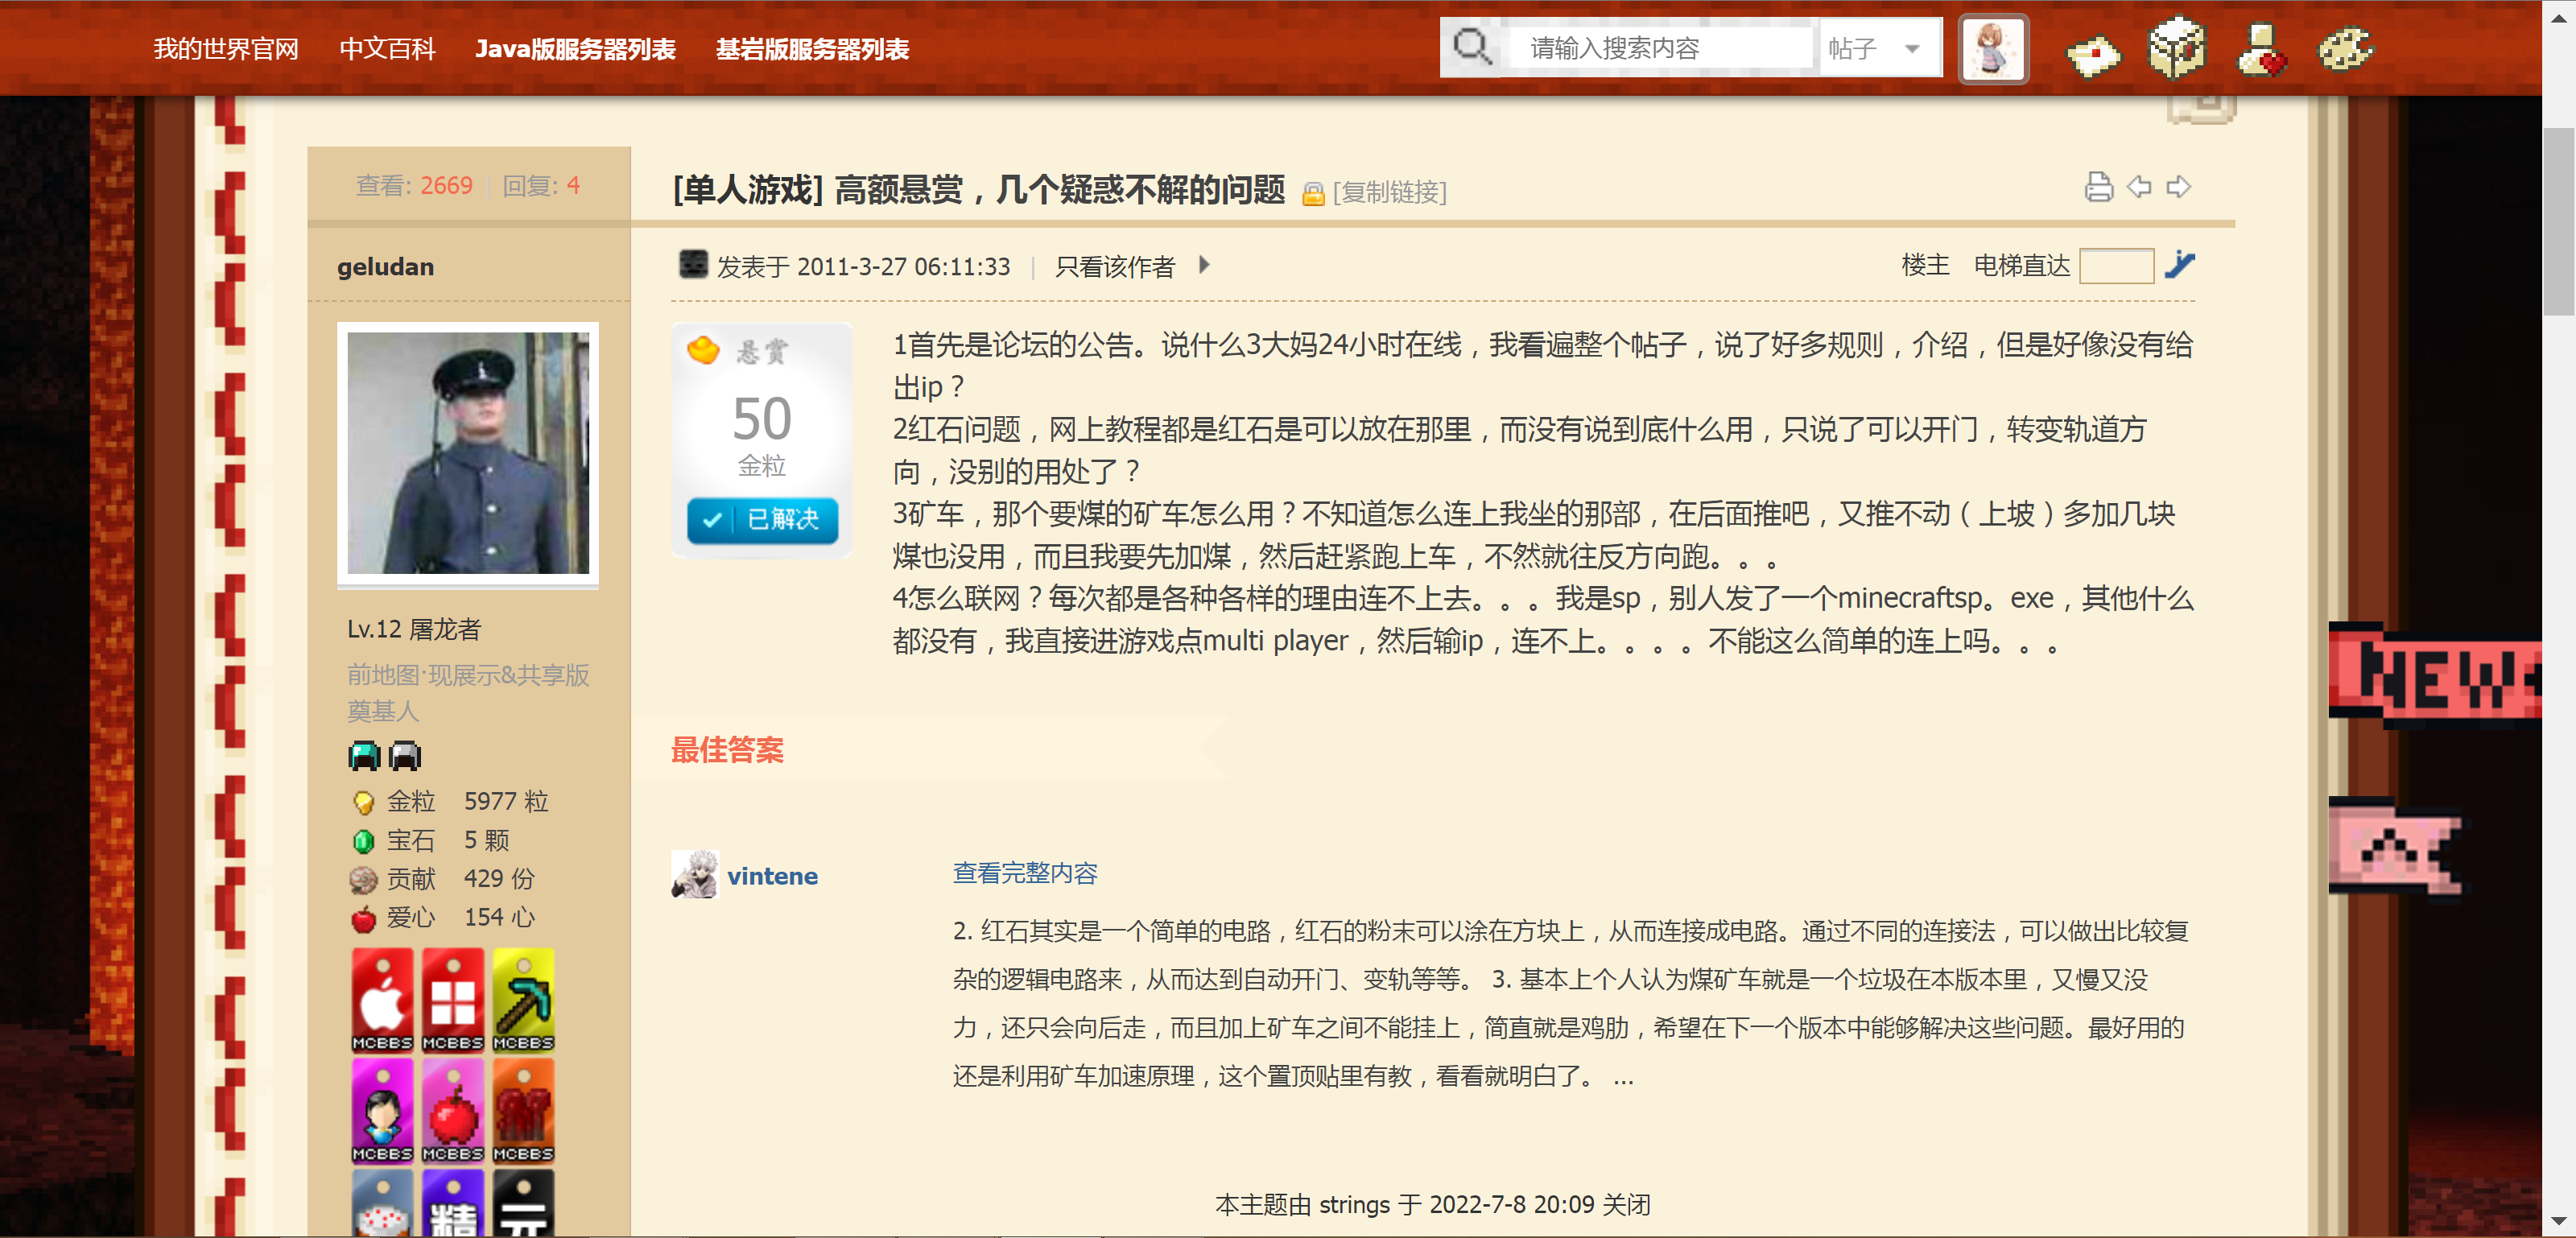 我的世界官网 中文百科 Java版服务器列表 基岩版服务器列表 请输入搜索内容 帖子
查看: 2669 | 回复: 4
[单人游戏] 高额悬赏，几个疑惑不解的问题 [复制链接]
geludan
发表于 2011-3-27 06:11:33 | 只看该作者
楼主 电梯直达
悬赏
50
金粒
已解决
1首先是论坛的公告。说什么3大妈24小时在线，我看遍整个帖子，说了好多规则，介绍，但是好像没有给
出ip？
2红石问题，网上教程都是红石是可以放在那里，而没有说到底什么用，只说了可以开门，转变轨道方
向，没别的用处了？
3矿车，那个要煤的矿车怎么用？不知道怎么连上我坐的那部，在后面推吧，又推不动（上坡）多加几块
煤也没用，而且我要先加煤，然后赶紧跑上车，不然就往反方向跑。。。
4怎么联网？每次都是各种各样的理由连不上去。。。我是sp，别人发了一个minecraftsp。exe，其他什么
都没有，我直接进游戏点multi player，然后输ip，连不上。。。。不能这么简单的连上吗。。。
Lv.12 屠龙者
前地图·现展示&共享版
奠基人
金粒 5977 粒
宝石 5 颗
贡献 429 份
爱心 154 心
MCBBS MCBBS MCBBS
MCBBS MCBBS MCBBS
精 元
最佳答案
vintene
查看完整内容
2. 红石其实是一个简单的电路，红石的粉末可以涂在方块上，从而连接成电路。通过不同的连接法，可以做出比较复
杂的逻辑电路来，从而达到自动开门、变轨等等。 3. 基本上个人认为煤矿车就是一个垃圾在本版本里，又慢又没
力，还只会向后走，而且加上矿车之间不能挂上，简直就是鸡肋，希望在下一个版本中能够解决这些问题。最好用的
还是利用矿车加速原理，这个置顶贴里有教，看看就明白了。 ...
本主题由 strings 于 2022-7-8 20:09 关闭
NEW